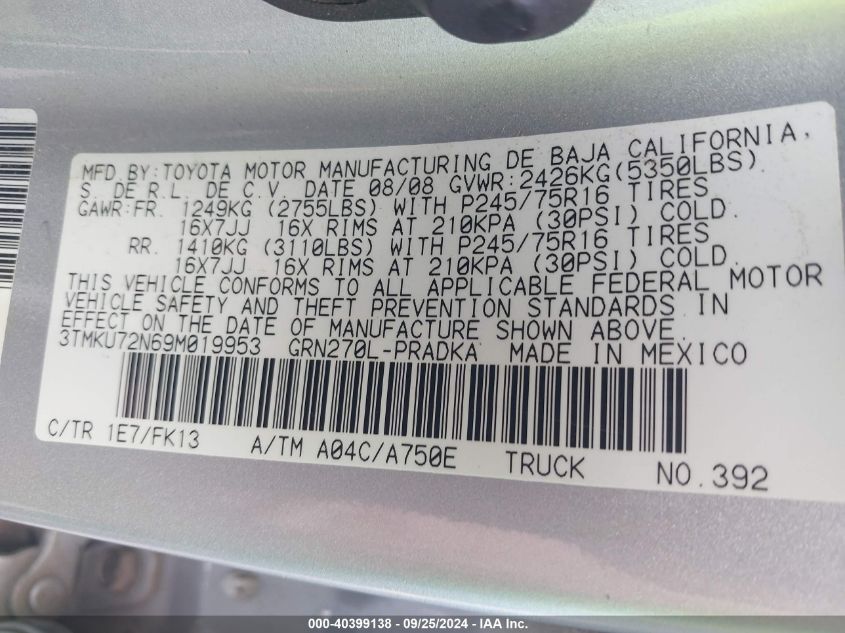 MFD. BY: TOYOTA MOTOR MANUFACTURING DE BAJA CALIFORNIA,
S. DE R.L. DE C.V. DATE 08/08 GVWR:2426KG(5350LBS)
GAWR:FR. 1249KG (2755LBS) WITH P245/75R16 TIRES
16X7JJ 16X RIMS AT 210KPA (30PSI) COLD.
RR. 1410KG (3110LBS) WITH P245/75R16 TIRES
16X7JJ 16X RIMS AT 210KPA (30PSI) COLD.
THIS VEHICLE CONFORMS TO ALL APPLICABLE FEDERAL MOTOR
VEHICLE SAFETY AND THEFT PREVENTION STANDARDS IN
EFFECT ON THE DATE OF MANUFACTURE SHOWN ABOVE.
3TMKU72N69M019953 GRN270L-PRADKA MADE IN MEXICO
C/TR 1E7/FK13 A/TM A04C/A750E TRUCK NO.392
000-40399138 - 09/25/2024 - IAA Inc.